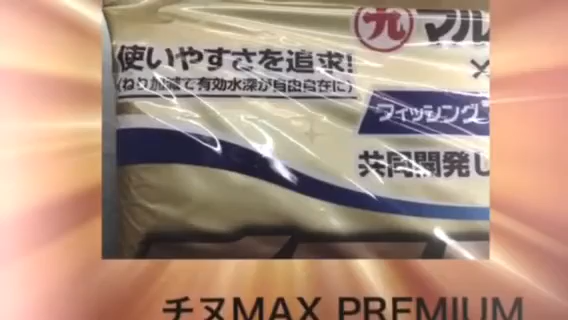 九 マル
使いやすさを追求!
(ねり加減で有効水深が自由自在に)
×
フィッシング
共同開発し
チヌMAX PREMIUM